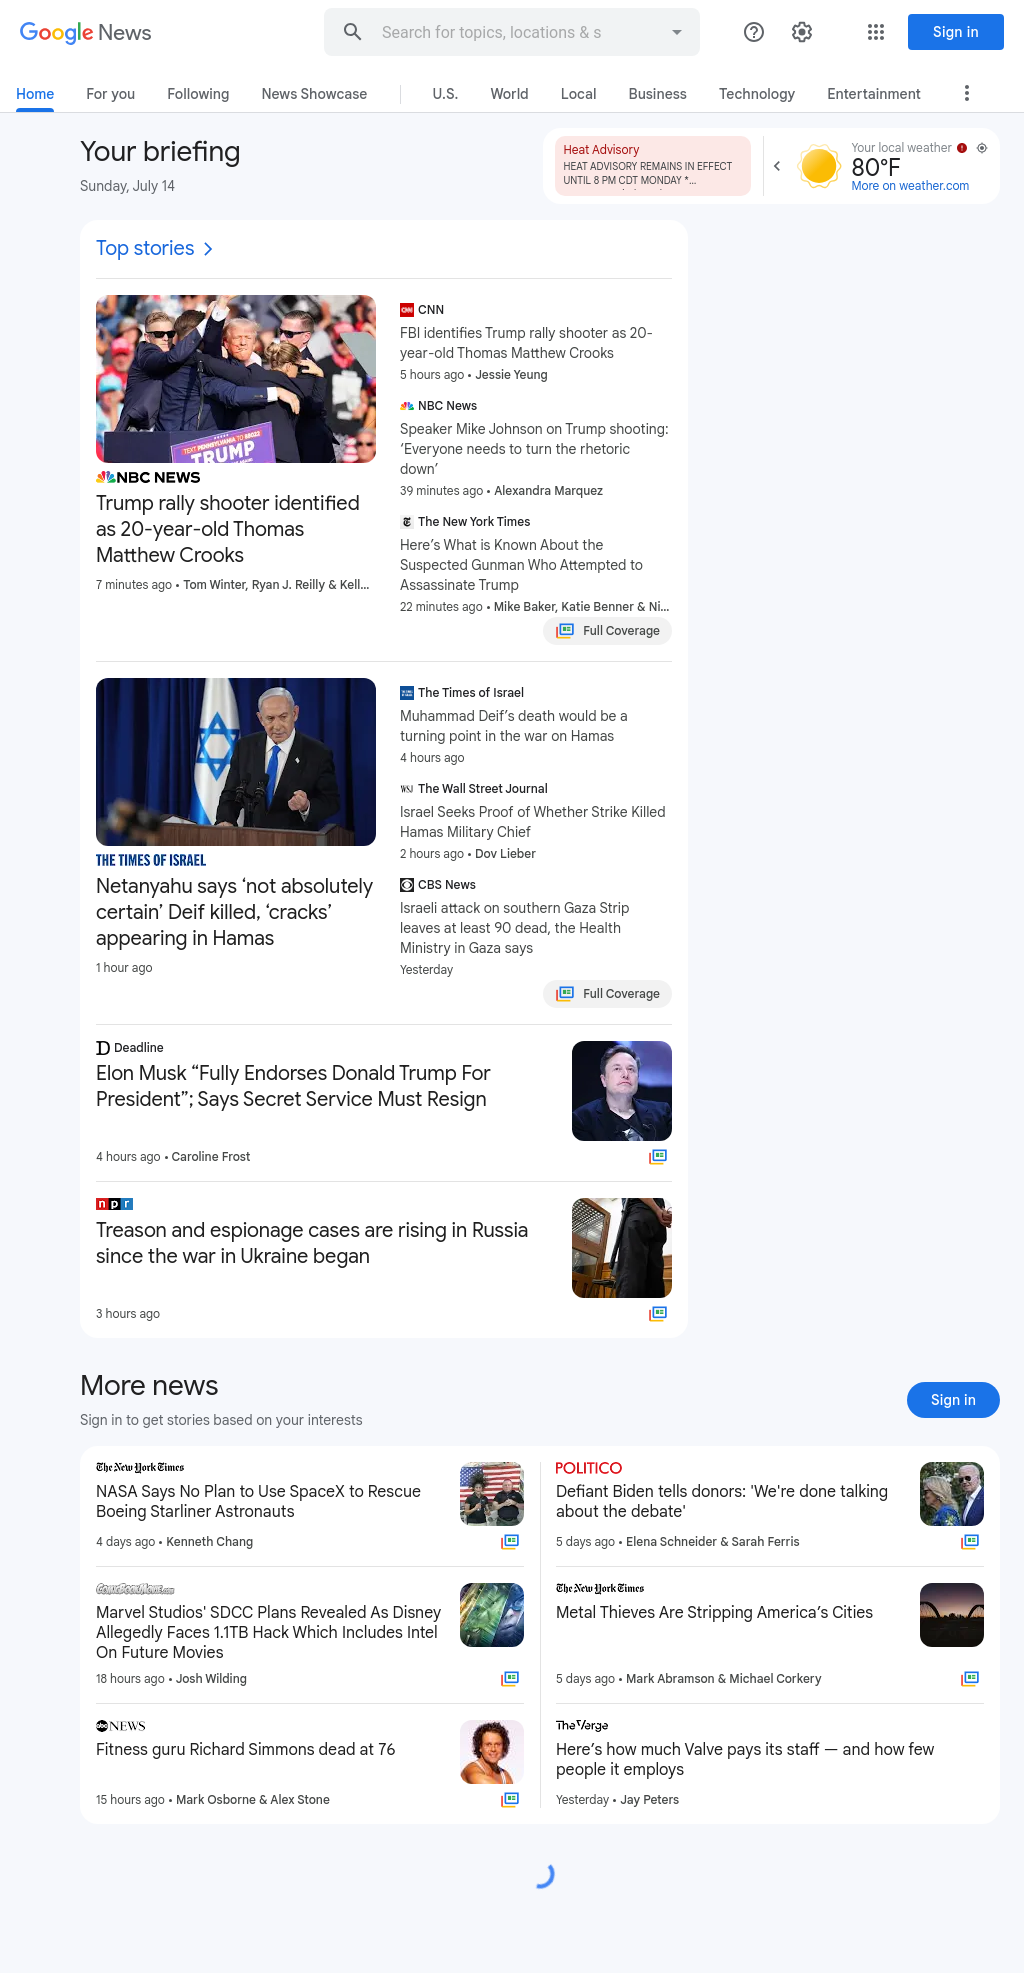 Google News
Search for topics, locations & s
Sign in
Home
For you
Following
News Showcase
U.S.
World
Local
Business
Technology
Entertainment
Your briefing
Sunday, July 14
Heat Advisory
HEAT ADVISORY REMAINS IN EFFECT
UNTIL 8 PM CDT MONDAY *...
Your local weather
80°F
More on weather.com
Top stories
TEXT PENNSYLVANIA TO 88022
TRUMP
NBC NEWS
Trump rally shooter identified
as 20-year-old Thomas
Matthew Crooks
7 minutes ago • Tom Winter, Ryan J. Reilly & Kell...
CNN
FBI identifies Trump rally shooter as 20-
year-old Thomas Matthew Crooks
5 hours ago • Jessie Yeung
NBC News
Speaker Mike Johnson on Trump shooting:
‘Everyone needs to turn the rhetoric
down’
39 minutes ago • Alexandra Marquez
The New York Times
Here’s What is Known About the
Suspected Gunman Who Attempted to
Assassinate Trump
22 minutes ago • Mike Baker, Katie Benner & Ni...
Full Coverage
THE TIMES OF ISRAEL
Netanyahu says ‘not absolutely
certain’ Deif killed, ‘cracks’
appearing in Hamas
1 hour ago
The Times of Israel
Muhammad Deif’s death would be a
turning point in the war on Hamas
4 hours ago
WSJ The Wall Street Journal
Israel Seeks Proof of Whether Strike Killed
Hamas Military Chief
2 hours ago • Dov Lieber
CBS News
Israeli attack on southern Gaza Strip
leaves at least 90 dead, the Health
Ministry in Gaza says
Yesterday
Full Coverage
D Deadline
Elon Musk “Fully Endorses Donald Trump For
President”; Says Secret Service Must Resign
4 hours ago • Caroline Frost
npr
Treason and espionage cases are rising in Russia
since the war in Ukraine began
3 hours ago
More news
Sign in to get stories based on your interests
Sign in
The New York Times
NASA Says No Plan to Use SpaceX to Rescue
Boeing Starliner Astronauts
4 days ago • Kenneth Chang
POLITICO
Defiant Biden tells donors: 'We're done talking
about the debate'
5 days ago • Elena Schneider & Sarah Ferris
ComicBookMovie.com
Marvel Studios' SDCC Plans Revealed As Disney
Allegedly Faces 1.1TB Hack Which Includes Intel
On Future Movies
18 hours ago • Josh Wilding
The New York Times
Metal Thieves Are Stripping America’s Cities
5 days ago • Mark Abramson & Michael Corkery
abc NEWS
Fitness guru Richard Simmons dead at 76
15 hours ago • Mark Osborne & Alex Stone
The Verge
Here’s how much Valve pays its staff — and how few
people it employs
Yesterday • Jay Peters